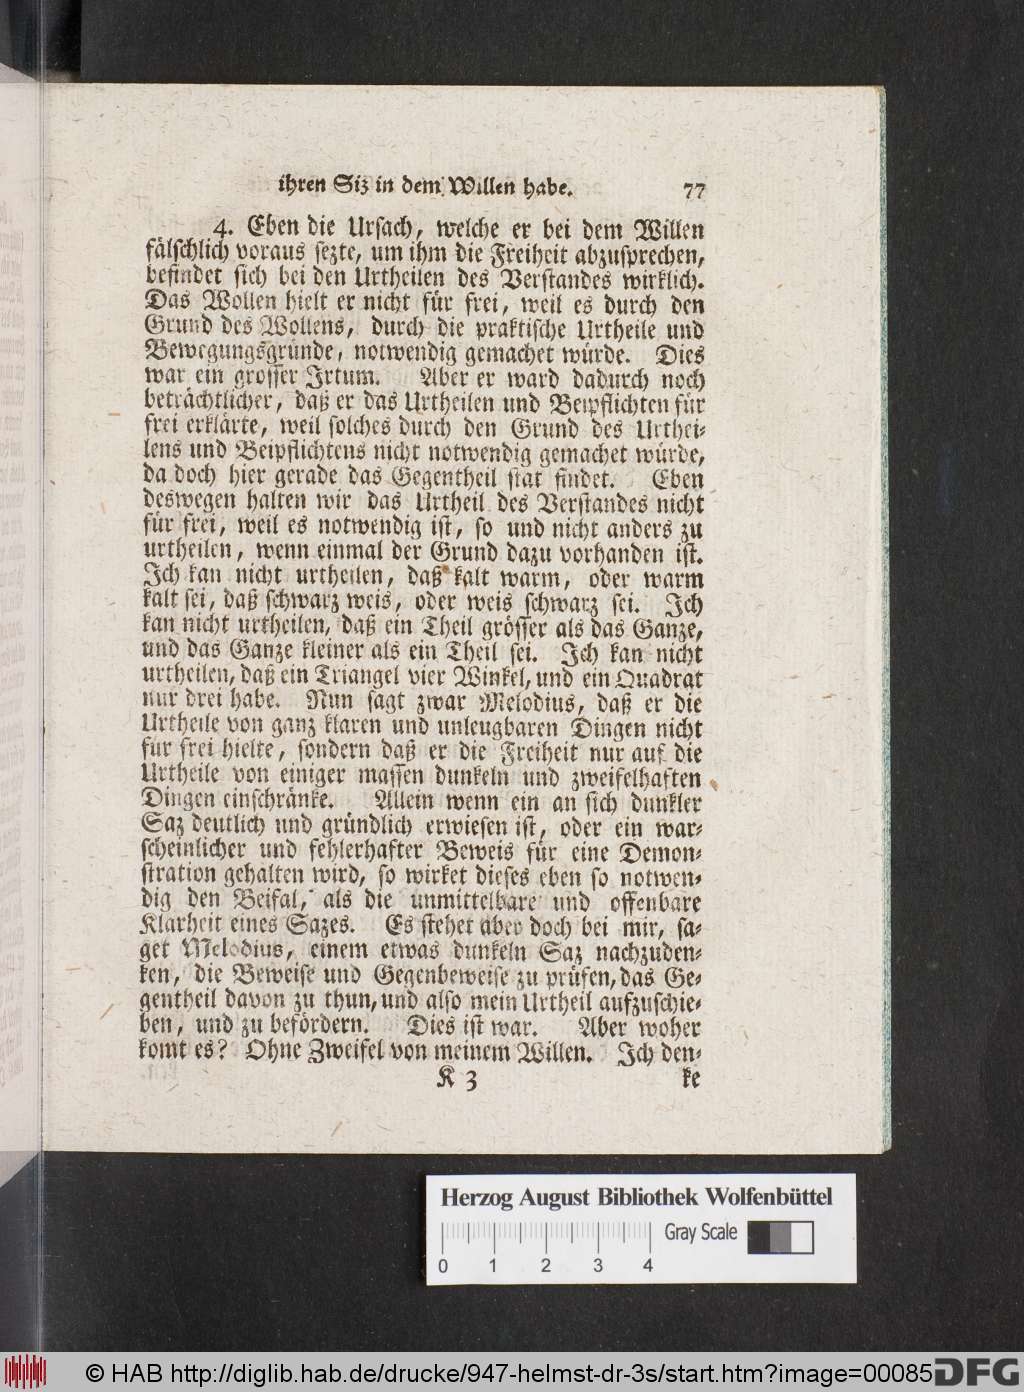 ihren Siz in dem Willen habe. 77
4. Eben die Ursach, welche er bei dem Willen
fälschlich voraus sezte, um ihm die Freiheit abzusprechen,
befindet sich bei den Urtheilen des Verstandes wirklich.
Das Wollen hielt er nicht für frei, weil es durch den
Grund des Wollens, durch die praktische Urtheile und
Bewegungsgründe, notwendig gemachet würde. Dies
war ein grosser Irtum. Aber er ward dadurch noch
beträchtlicher, daß er das Urtheilen und Beipflichten für
frei erklärte, weil solches durch den Grund des Urthei-
lens und Beipflichtens nicht notwendig gemachet würde,
da doch hier gerade das Gegentheil stat findet. Eben
deswegen halten wir das Urtheil des Verstandes nicht
für frei, weil es notwendig ist, so und nicht anders zu
urtheilen, wenn einmal der Grund dazu vorhanden ist.
Ich kan nicht urtheilen, daß kalt warm, oder warm
kalt sei, daß schwarz weis, oder weis schwarz sei. Ich
kan nicht urtheilen, daß ein Theil grösser als das Ganze,
und das Ganze kleiner als ein Theil sei. Ich kan nicht
urtheilen, daß ein Triangel vier Winkel, und ein Quadrat
nur drei habe. Nun sagt zwar Melodius, daß er die
Urtheile von ganz klaren und unleugbaren Dingen nicht
für frei hielte, sondern daß er die Freiheit nur auf die
Urtheile von einiger massen dunkeln und zweifelhaften
Dingen einschränke. Allein wenn ein an sich dunkler
Saz deutlich und gründlich erwiesen ist, oder ein war-
scheinlicher und fehlerhafter Beweis für eine Demon-
stration gehalten wird, so wirket dieses eben so notwen-
dig den Beifal, als die unmittelbare und offenbare
Klarheit eines Sazes. Es stehet aber doch bei mir, sa-
get Melodius, einem etwas dunkeln Saz nachzuden-
ken, die Beweise und Gegenbeweise zu prüfen, das Ge-
gentheil davon zu thun, und also mein Urtheil aufzuschie-
ben, und zu befördern. Dies ist war. Aber woher
komt es? Ohne Zweifel von meinem Willen. Ich den-
K 3 ke
Herzog August Bibliothek Wolfenbüttel
Gray Scale
0 1 2 3 4
© HAB http://diglib.hab.de/drucke/947-helmst-dr-3s/start.htm?image=00085 DFG